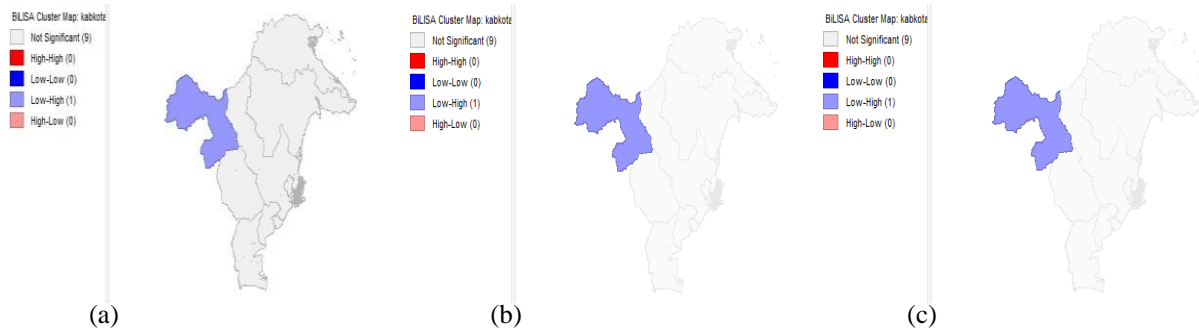 BiLISA Cluster Map: kabkota
Not Significant (9)
High-High (0)
Low-Low (0)
Low-High (1)
High-Low (0)
(a)
BiLISA Cluster Map: kabkota
Not Significant (9)
High-High (0)
Low-Low (0)
Low-High (1)
High-Low (0)
(b)
BiLISA Cluster Map: kabkota
Not Significant (9)
High-High (0)
Low-Low (0)
Low-High (1)
High-Low (0)
(c)